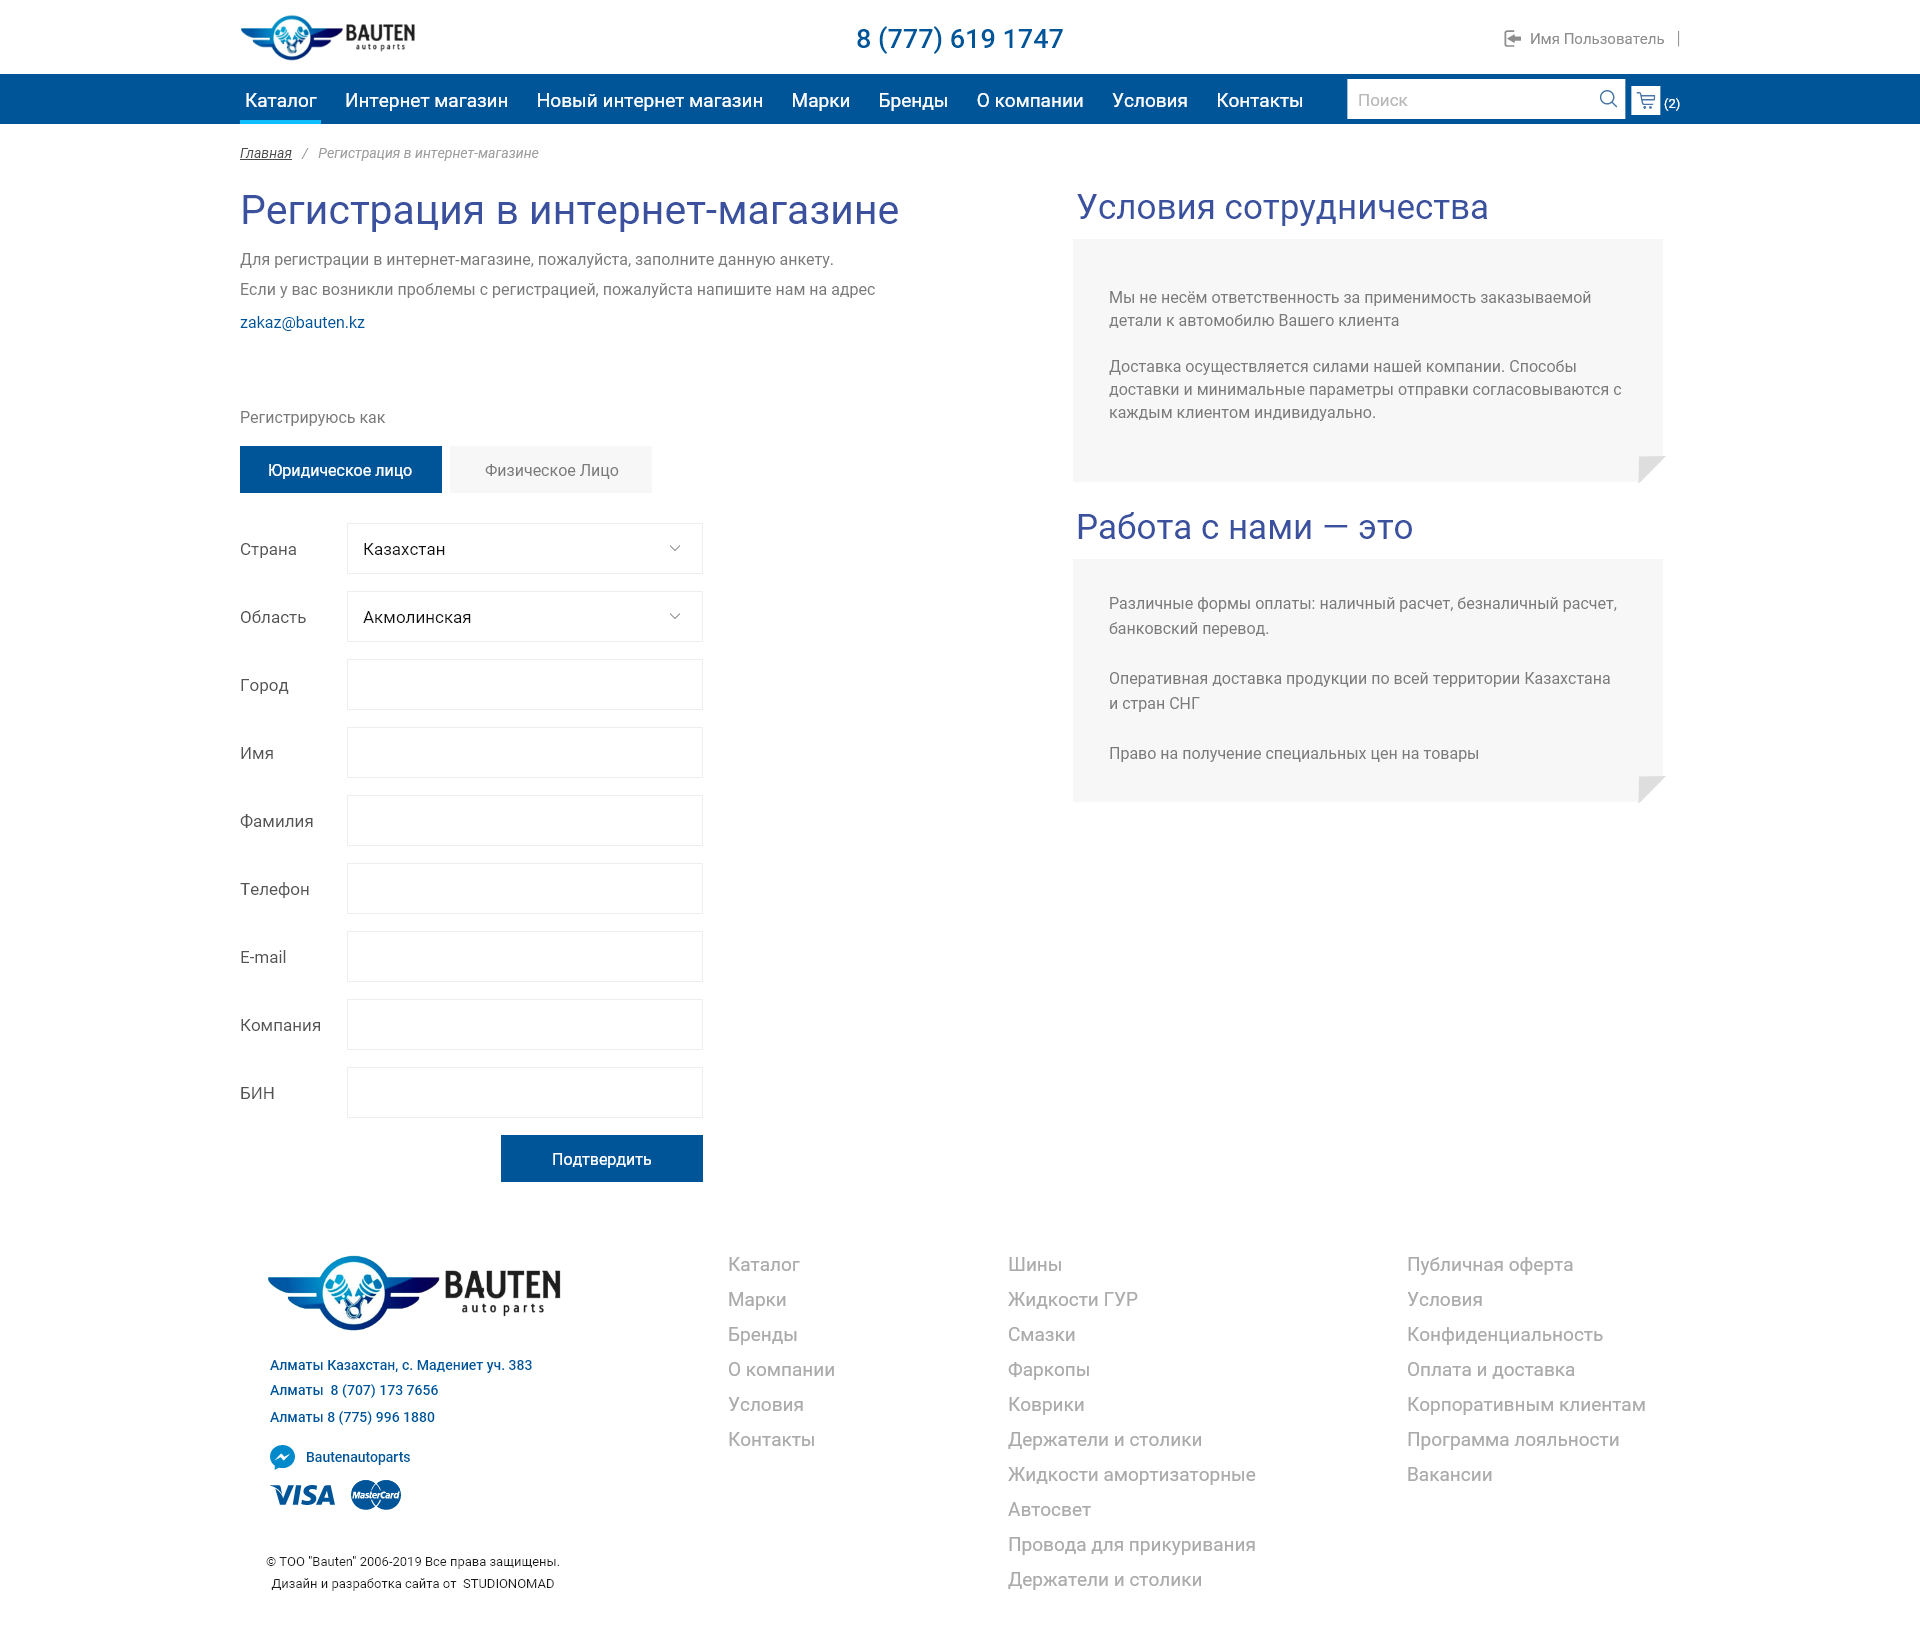 BAUTEN
auto parts
8 (777) 619 1747
Имя Пользователь
Каталог
Интернет магазин
Новый интернет магазин
Марки
Бренды
О компании
Условия
Контакты
Поиск
(2)
Главная / Регистрация в интернет-магазине
Регистрация в интернет-магазине
Для регистрации в интернет-магазине, пожалуйста, заполните данную анкету.
Если у вас возникли проблемы с регистрацией, пожалуйста напишите нам на адрес
zakaz@bauten.kz
Регистрируюсь как
Юридическое лицо
Физическое Лицо
Страна
Казахстан
Область
Акмолинская
Город
Имя
Фамилия
Телефон
E-mail
Компания
БИН
Подтвердить
Условия сотрудничества
Мы не несём ответственность за применимость заказываемой
детали к автомобилю Вашего клиента
Доставка осуществляется силами нашей компании. Способы
доставки и минимальные параметры отправки согласовываются с
каждым клиентом индивидуально.
Работа с нами — это
Различные формы оплаты: наличный расчет, безналичный расчет,
банковский перевод.
Оперативная доставка продукции по всей территории Казахстана
и стран СНГ
Право на получение специальных цен на товары
BAUTEN
auto parts
Алматы Казахстан, с. Мадениет уч. 383
Алматы 8 (707) 173 7656
Алматы 8 (775) 996 1880
Bautenautoparts
VISA
MasterCard
© ТОО "Bauten" 2006-2019 Все права защищены.
Дизайн и разработка сайта от STUDIONOMAD
Каталог
Марки
Бренды
О компании
Условия
Контакты
Шины
Жидкости ГУР
Смазки
Фаркопы
Коврики
Держатели и столики
Жидкости амортизаторные
Автосвет
Провода для прикуривания
Держатели и столики
Публичная оферта
Условия
Конфиденциальность
Оплата и доставка
Корпоративным клиентам
Программа лояльности
Вакансии